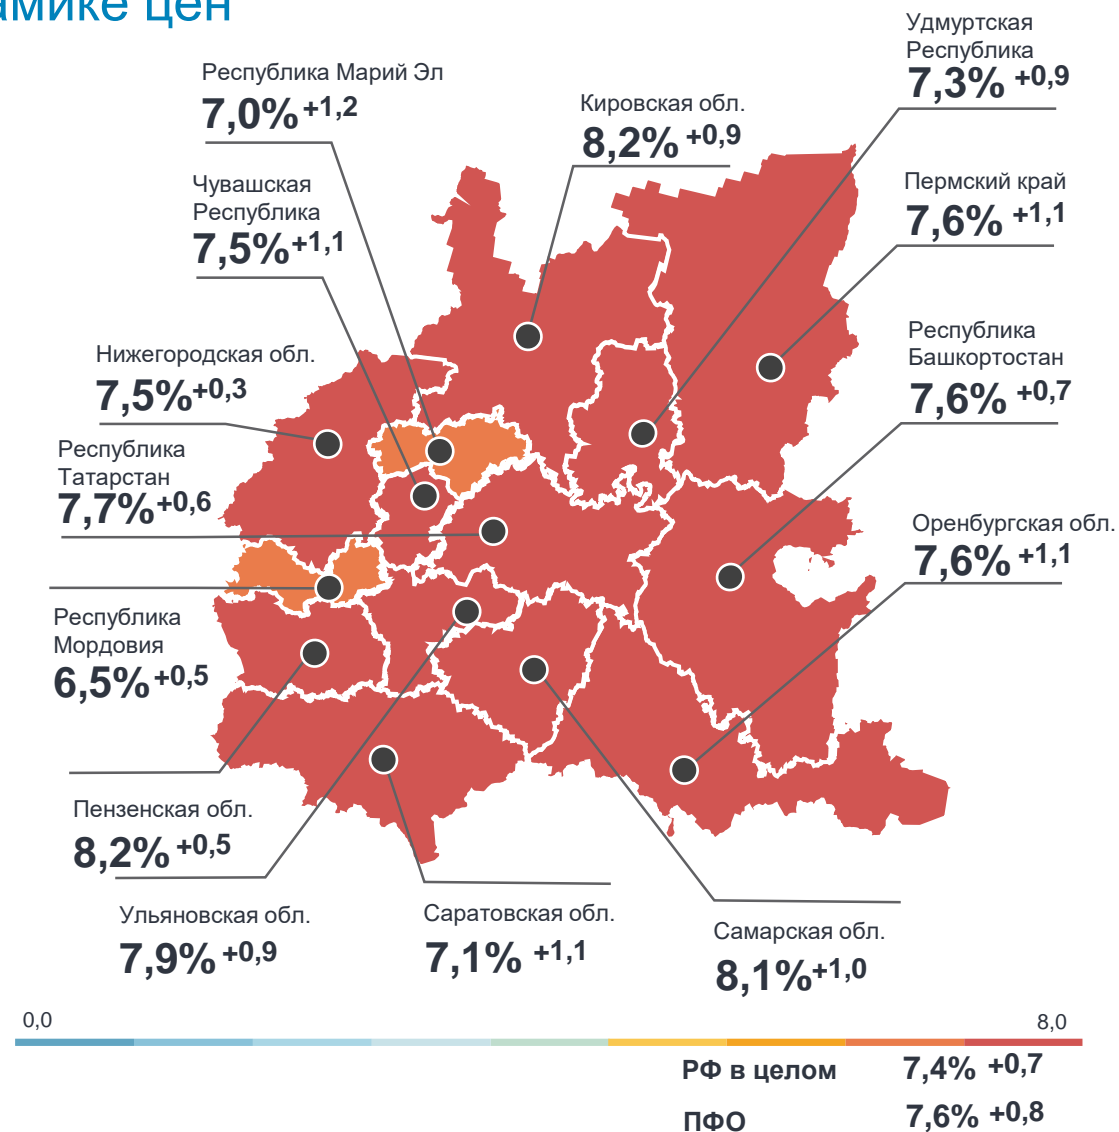 амике цен
Удмуртская
Республика
7,3% +0,9
Республика Марий Эл
7,0% +1,2
Кировская обл.
8,2% +0,9
Чувашская
Республика
7,5% +1,1
Пермский край
7,6% +1,1
Нижегородская обл.
7,5% +0,3
Республика
Башкортостан
7,6% +0,7
Республика
Татарстан
7,7% +0,6
Оренбургская обл.
7,6% +1,1
Республика
Мордовия
6,5% +0,5
Пензенская обл.
8,2% +0,5
Ульяновская обл.
7,9% +0,9
Саратовская обл.
7,1% +1,1
Самарская обл.
8,1% +1,0
0,0 8,0
РФ в целом 7,4% +0,7
ПФО 7,6% +0,8